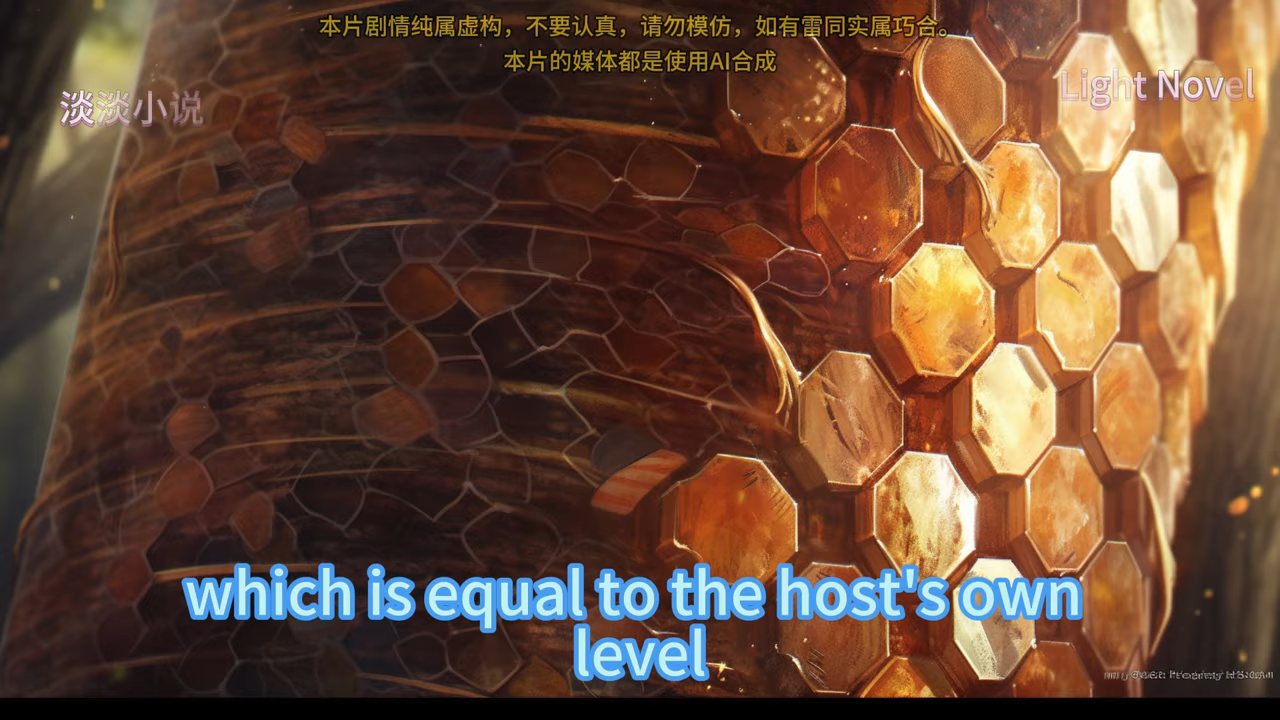 本片剧情纯属虚构，不要认真，请勿模仿，如有雷同实属巧合。
本片的媒体都是使用AI合成
淡淡小说
Light Novel
which is equal to the host's own
level